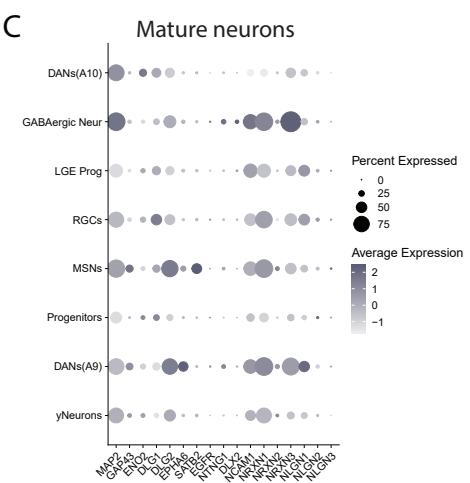 C
Mature neurons
DANs(A10)
GABAergic Neur
LGE Prog
RGCs
MSNs
Progenitors
DANs(A9)
yNeurons
MAP2
GAP43
ENO2
DLG1
DLG2
EPHA6
SATB2
EGFR
NTNG1
DLX2
NCAM1
NRXN1
NRXN2
NRXN3
NLGN1
NLGN2
NLGN3
Percent Expressed
0
25
50
75
Average Expression
2
1
0
−1